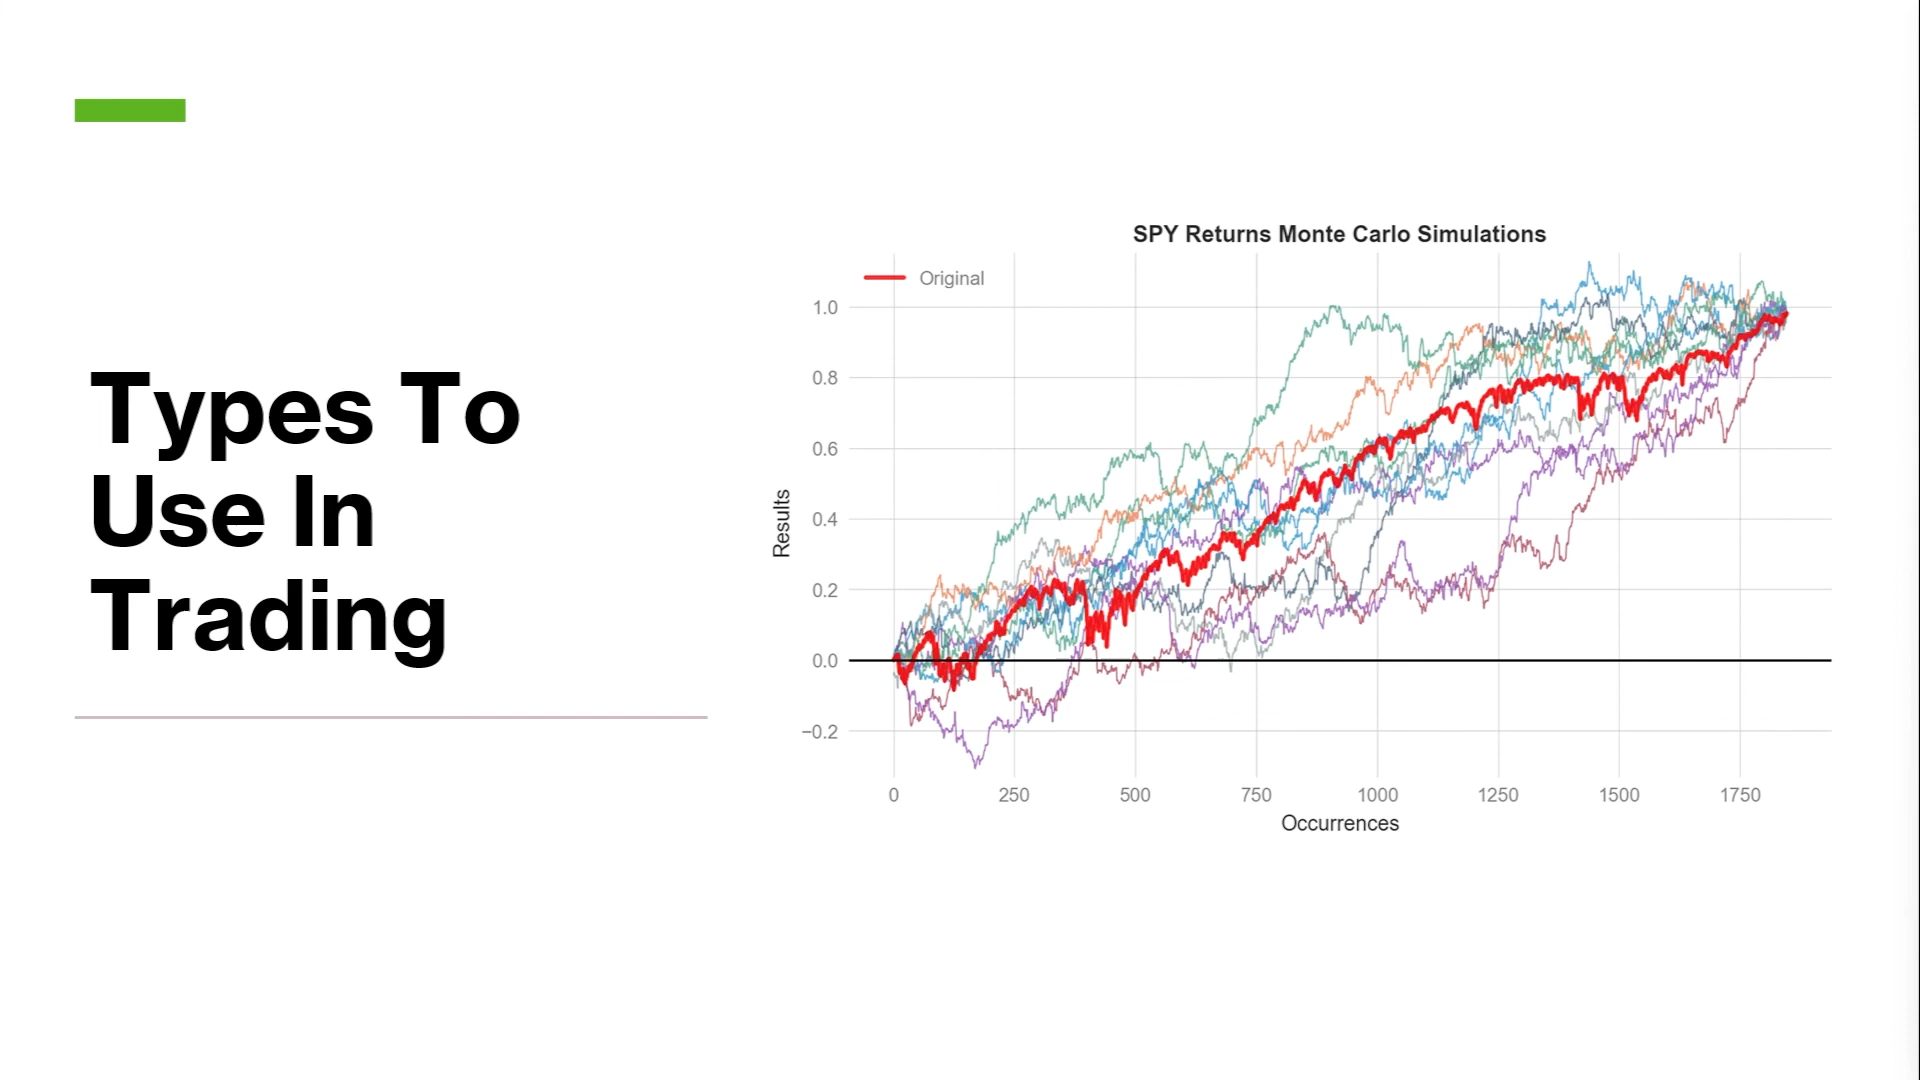 Types To
Use In
Trading
SPY Returns Monte Carlo Simulations
Original
1.0
0.8
0.6
0.4
0.2
0.0
−0.2
Results
0 250 500 750 1000 1250 1500 1750
Occurrences